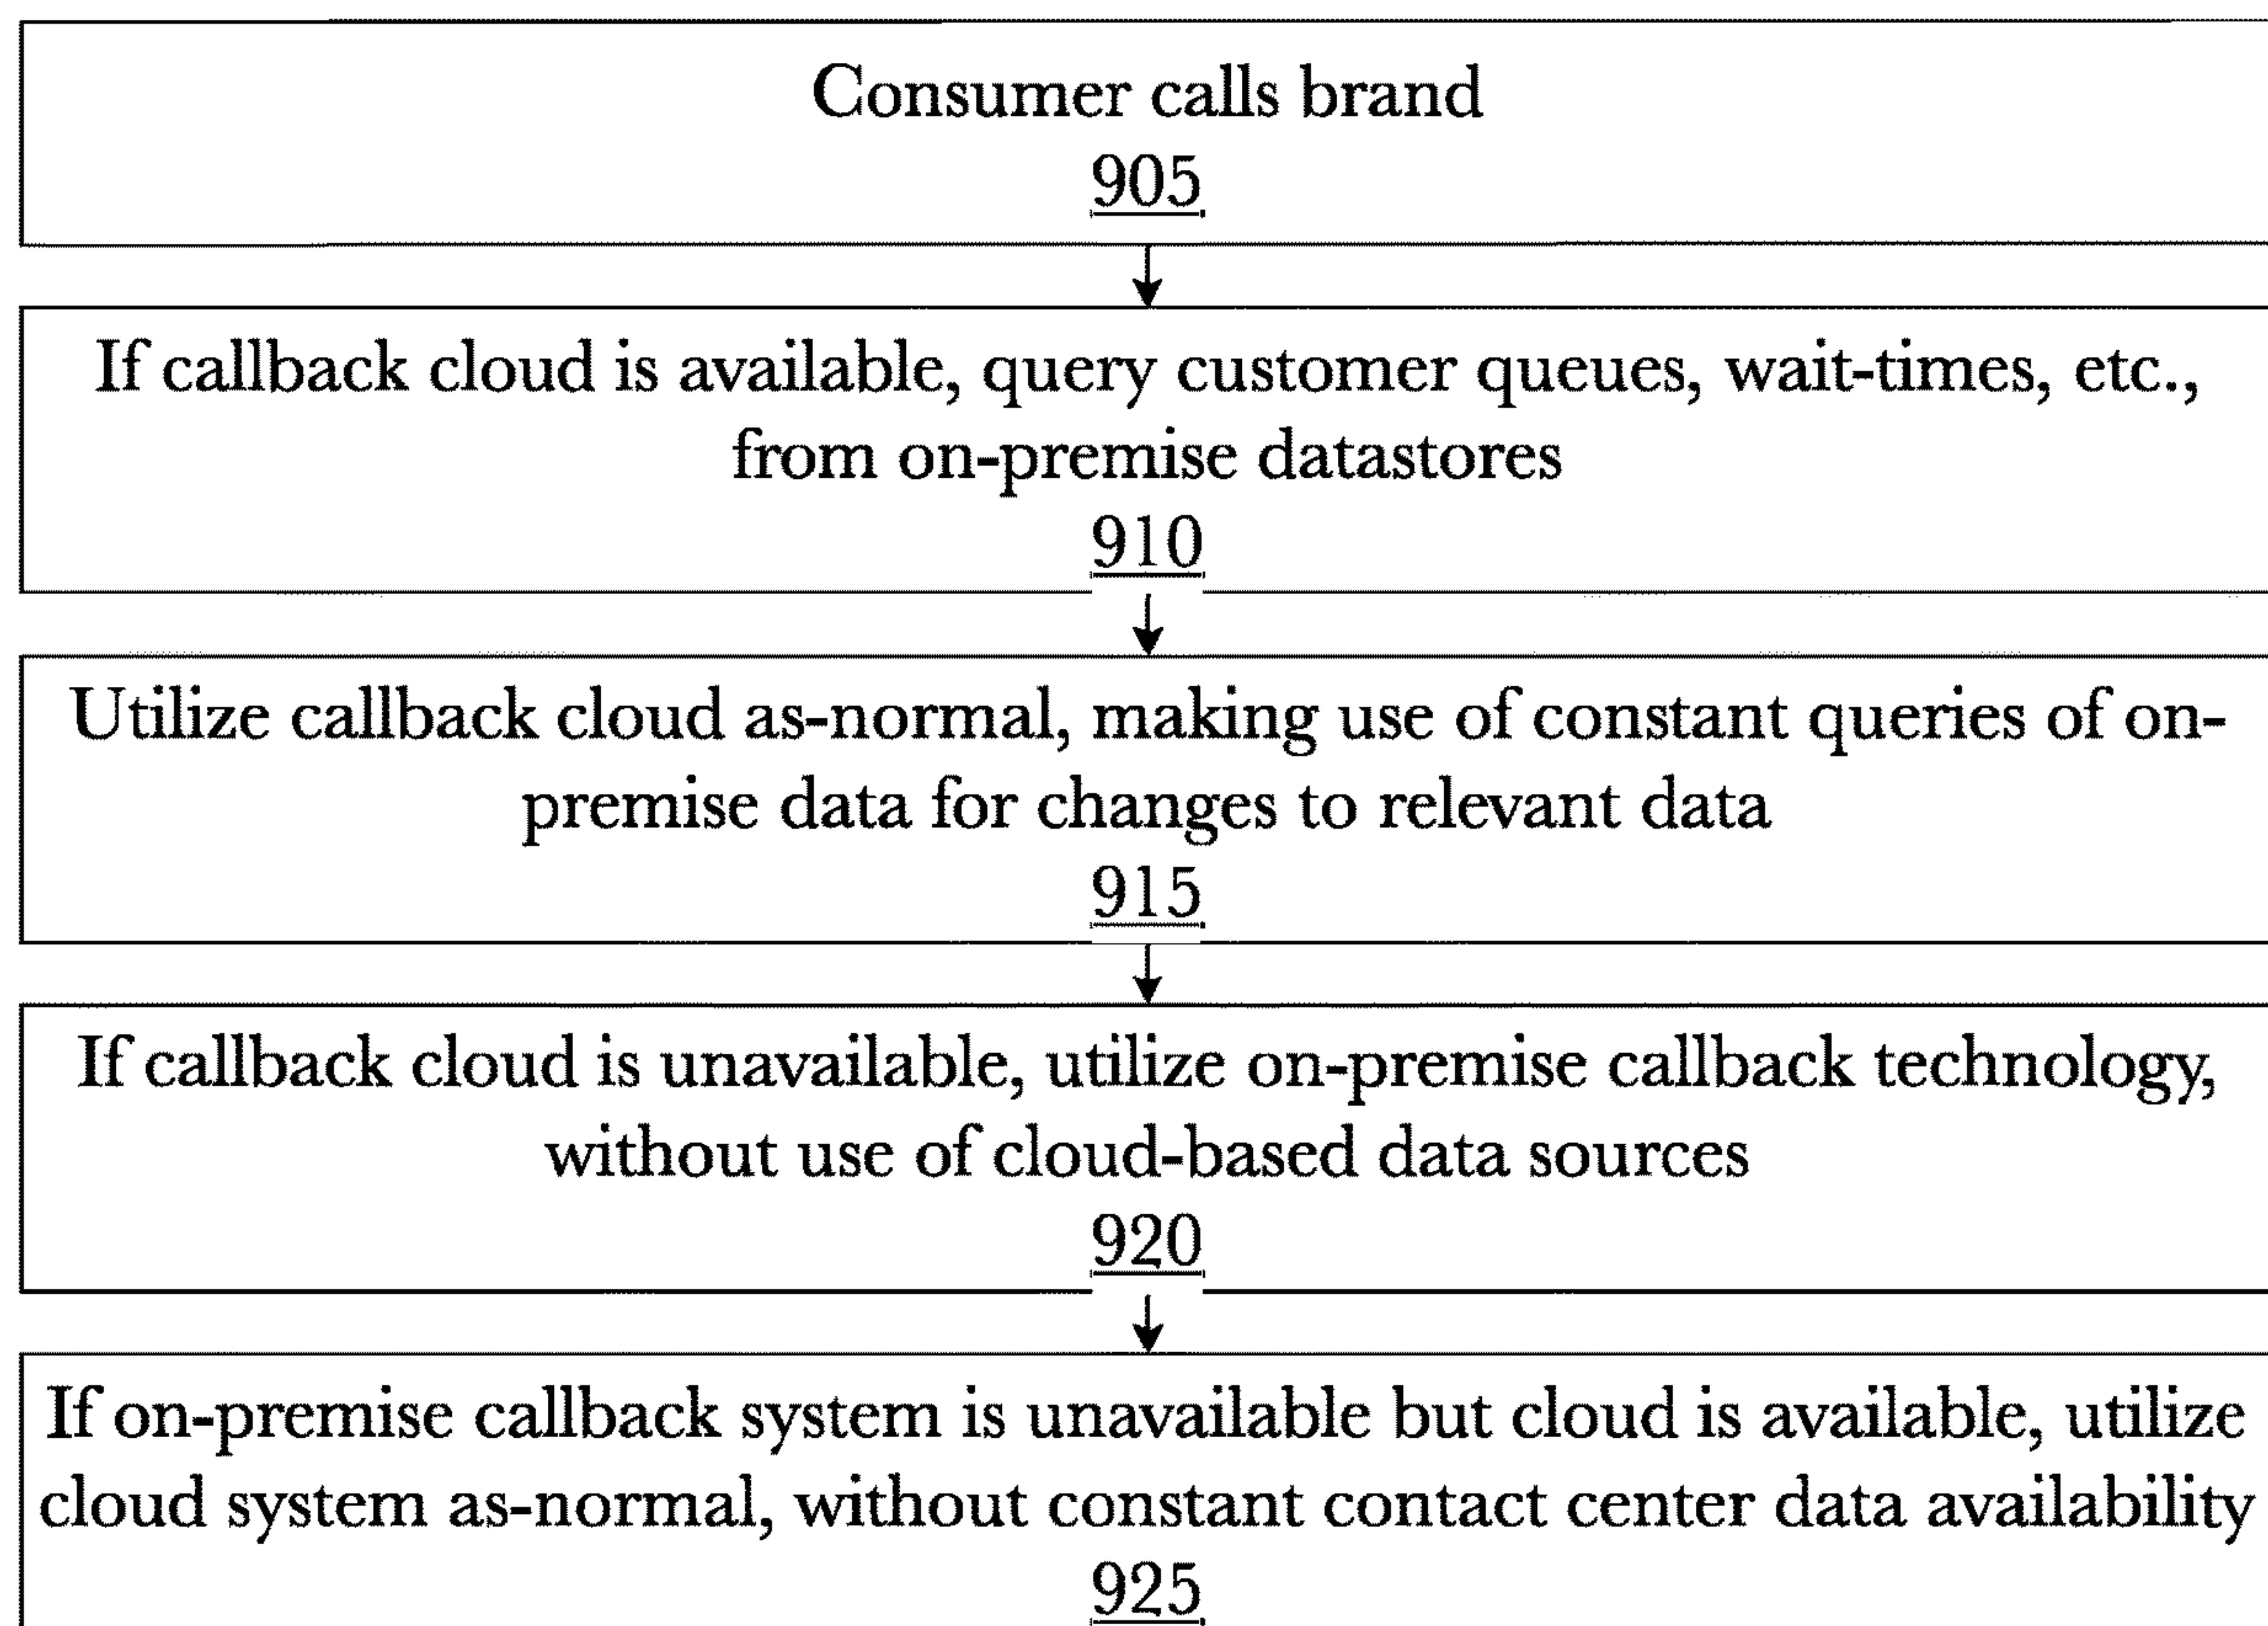 Consumer calls brand
905
If callback cloud is available, query customer queues, wait-times, etc.,
from on-premise datastores
910
Utilize callback cloud as-normal, making use of constant queries of on-
premise data for changes to relevant data
915
If callback cloud is unavailable, utilize on-premise callback technology,
without use of cloud-based data sources
920
If on-premise callback system is unavailable but cloud is available, utilize
cloud system as-normal, without constant contact center data availability
925